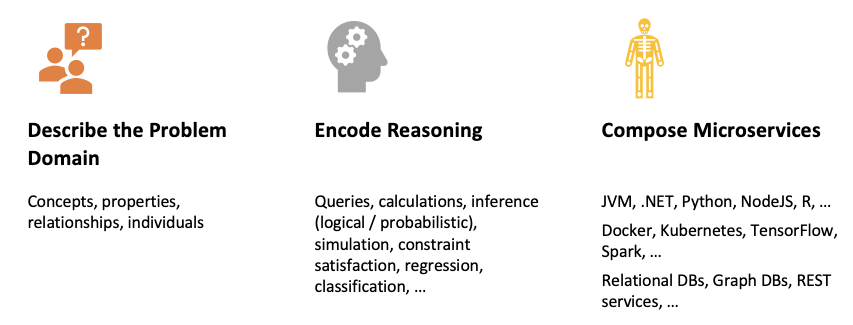 ?
Describe the Problem
Domain
Concepts, properties,
relationships, individuals
Encode Reasoning
Queries, calculations, inference
(logical / probabilistic),
simulation, constraint
satisfaction, regression,
classification, ...
Compose Microservices
JVM, .NET, Python, NodeJS, R, ...
Docker, Kubernetes, TensorFlow,
Spark, ...
Relational DBs, Graph DBs, REST
services, ...